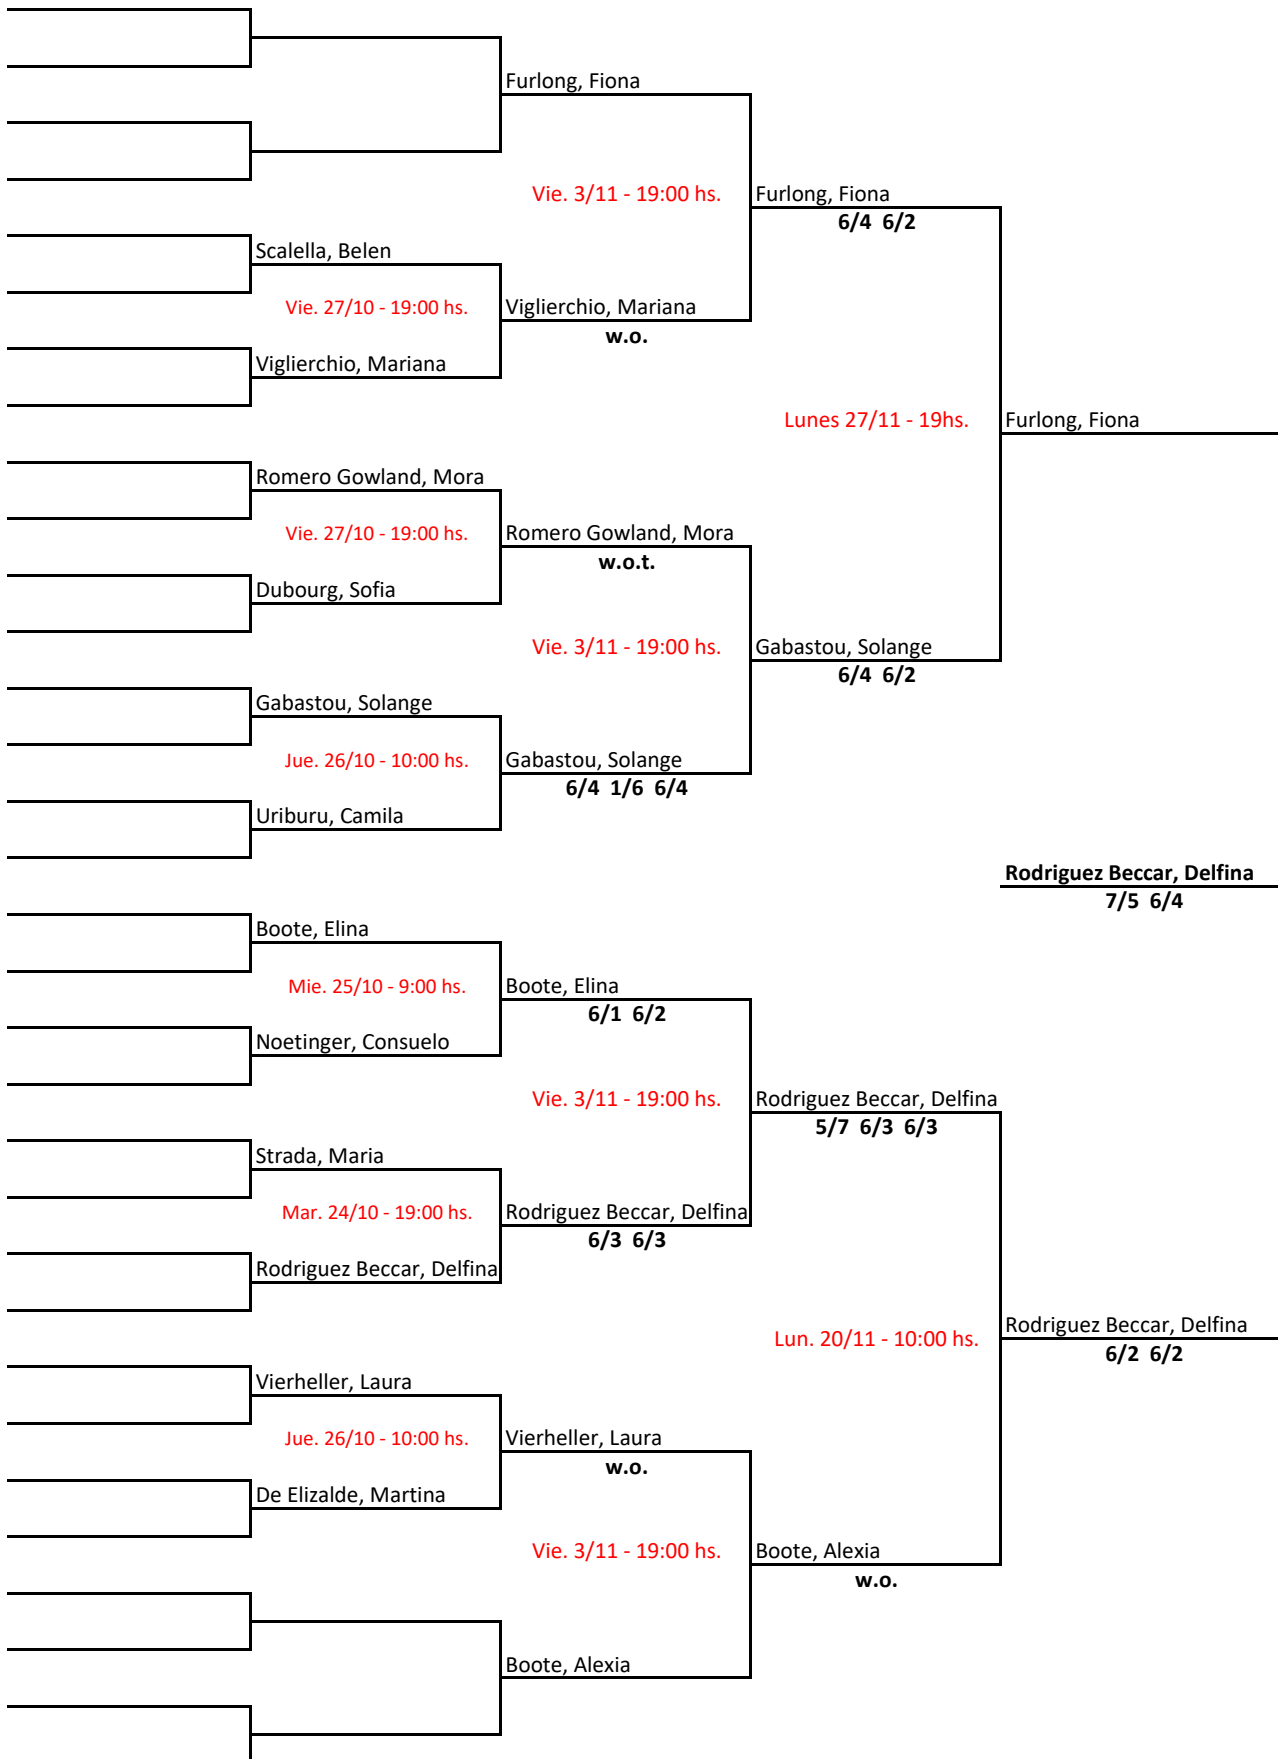 Furlong, Fiona
Vie. 3/11 - 19:00 hs.
Furlong, Fiona
6/4 6/2
Scalella, Belen
Vie. 27/10 - 19:00 hs.
Viglierchio, Mariana
w.o.
Viglierchio, Mariana
Lunes 27/11 - 19hs.
Furlong, Fiona
Romero Gowland, Mora
Vie. 27/10 - 19:00 hs.
Romero Gowland, Mora
w.o.t.
Dubourg, Sofia
Vie. 3/11 - 19:00 hs.
Gabastou, Solange
6/4 6/2
Gabastou, Solange
Jue. 26/10 - 10:00 hs.
Gabastou, Solange
6/4 1/6 6/4
Uriburu, Camila
Rodriguez Beccar, Delfina
7/5 6/4
Boote, Elina
Mie. 25/10 - 9:00 hs.
Boote, Elina
6/1 6/2
Noetinger, Consuelo
Vie. 3/11 - 19:00 hs.
Rodriguez Beccar, Delfina
5/7 6/3 6/3
Strada, Maria
Mar. 24/10 - 19:00 hs.
Rodriguez Beccar, Delfina
6/3 6/3
Rodriguez Beccar, Delfina
Lun. 20/11 - 10:00 hs.
Rodriguez Beccar, Delfina
6/2 6/2
Vierheller, Laura
Jue. 26/10 - 10:00 hs.
Vierheller, Laura
w.o.
De Elizalde, Martina
Vie. 3/11 - 19:00 hs.
Boote, Alexia
w.o.
Boote, Alexia